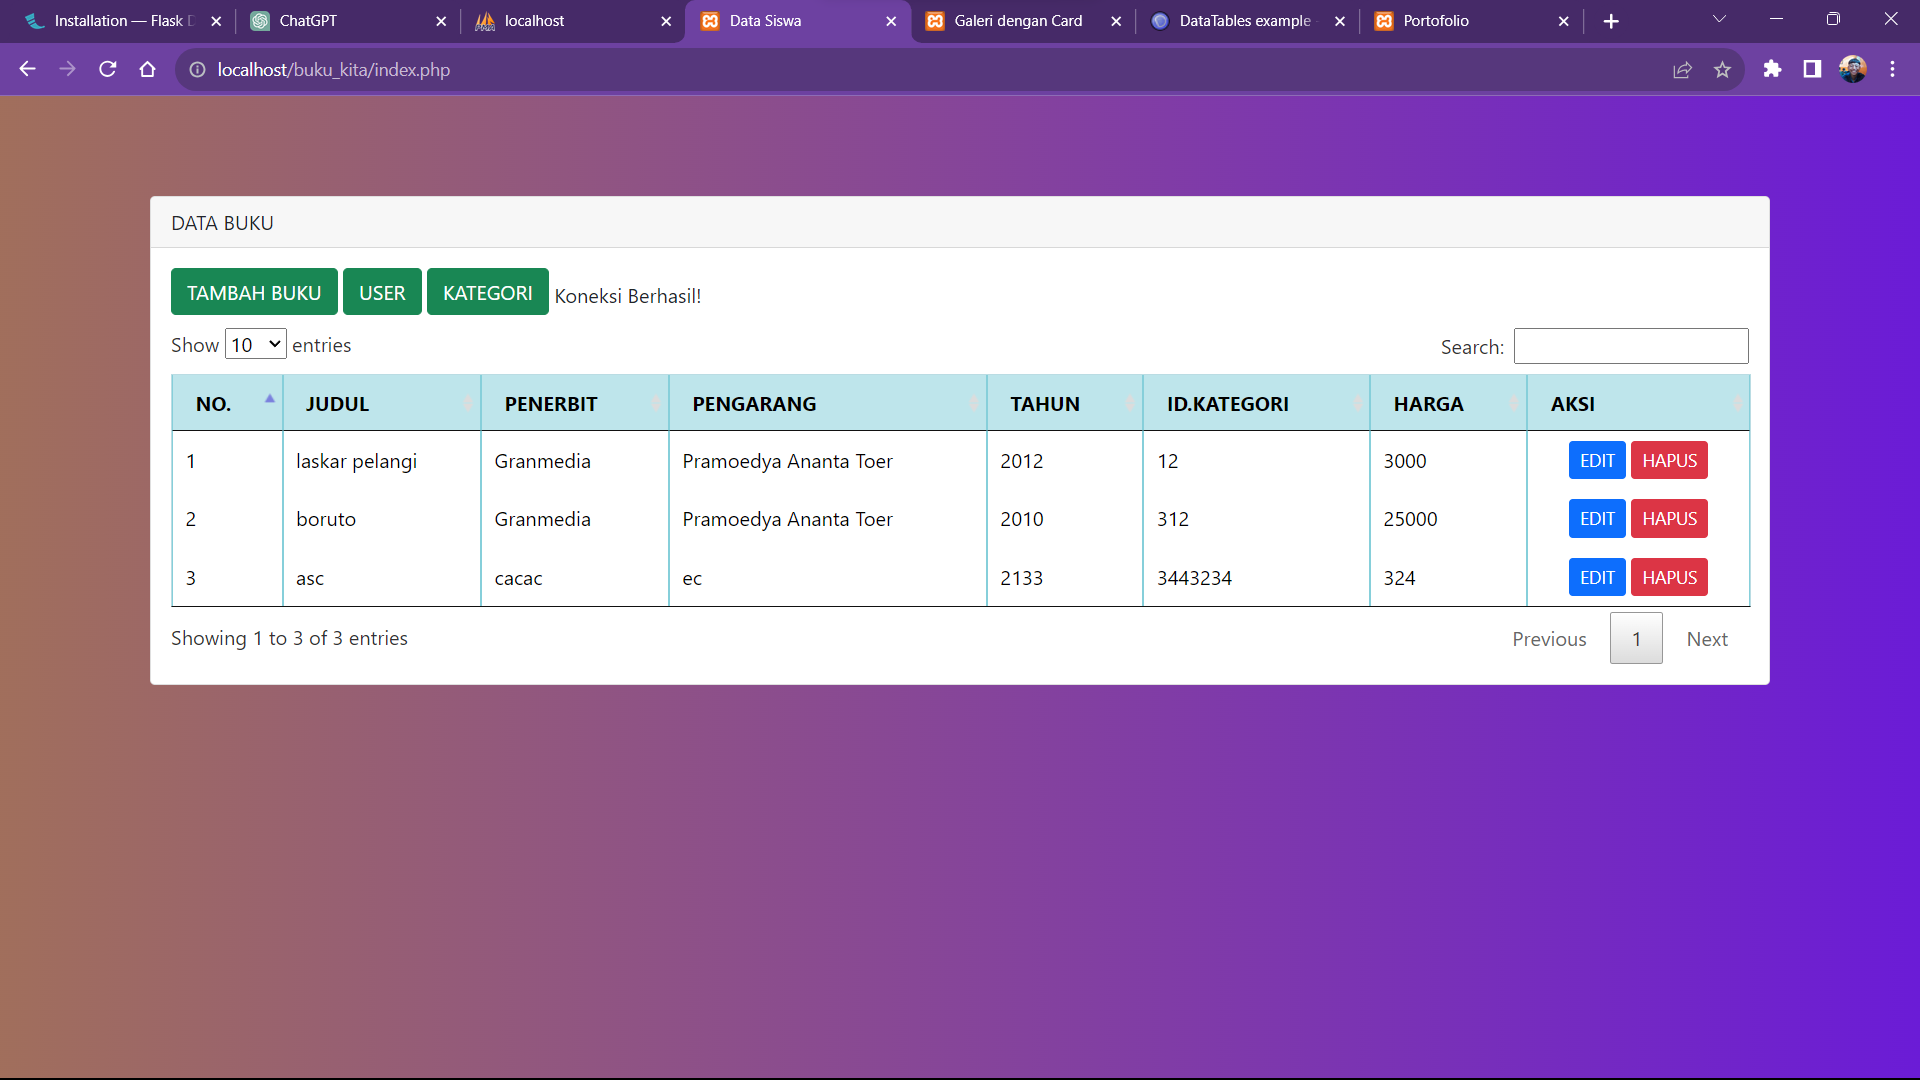 Installation — Flask D
ChatGPT
localhost
Data Siswa
Galeri dengan Card
DataTables example -
Portofolio
localhost/buku_kita/index.php
DATA BUKU
TAMBAH BUKU USER KATEGORI Koneksi Berhasil!
Show 10 entries Search:
NO. JUDUL PENERBIT PENGARANG TAHUN ID.KATEGORI HARGA AKSI
1 laskar pelangi Granmedia Pramoedya Ananta Toer 2012 12 3000 EDIT HAPUS
2 boruto Granmedia Pramoedya Ananta Toer 2010 312 25000 EDIT HAPUS
3 asc cacac ec 2133 3443234 324 EDIT HAPUS
Showing 1 to 3 of 3 entries Previous 1 Next